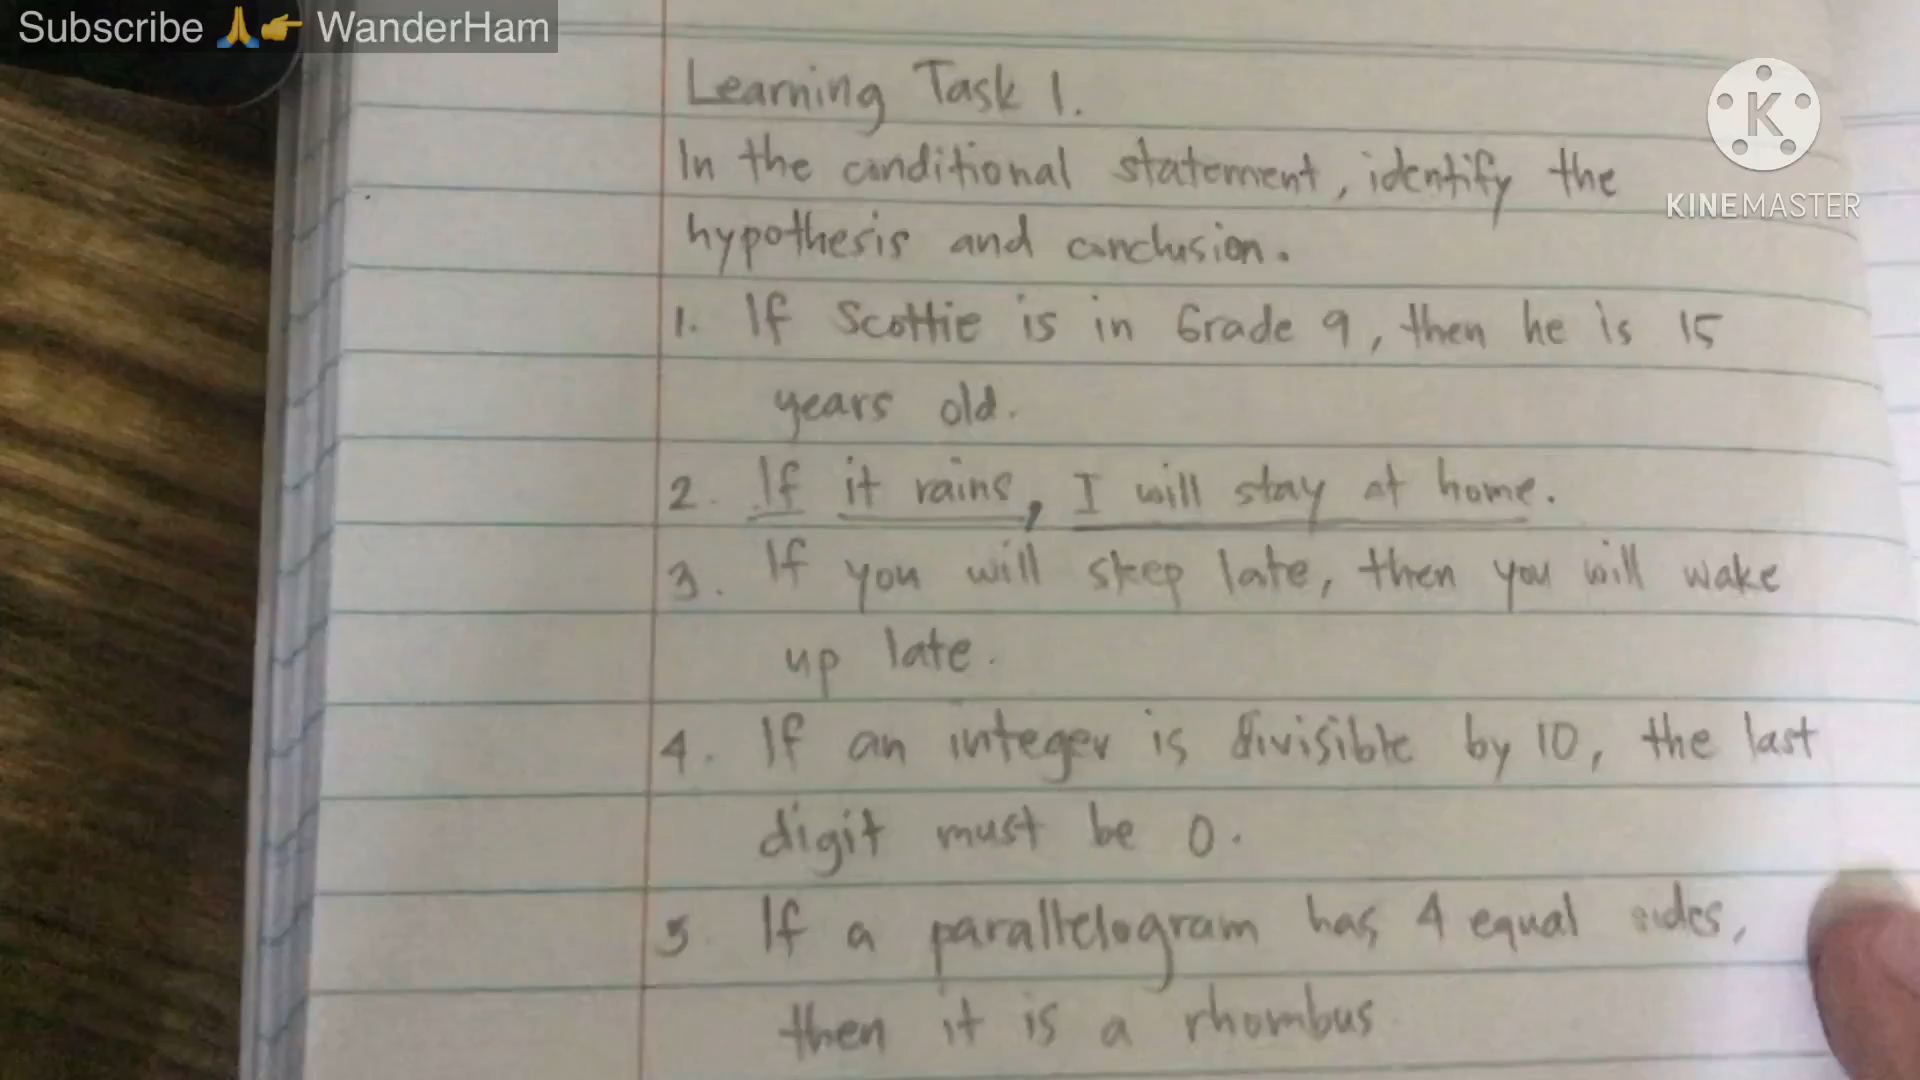 Subscribe 🙏👉 WanderHam
Learning Task 1.
In the conditional statement, identify the
hypothesis and conclusion.
1. If Scottie is in Grade 9, then he is 15
years old.
2. If it rains, I will stay at home.
3. If you will sleep late, then you will wake
up late.
4. If an integer is divisible by 10, the last
digit must be 0.
5 If a parallelogram has 4 equal sides,
then it is a rhombus
K
KINEMASTER